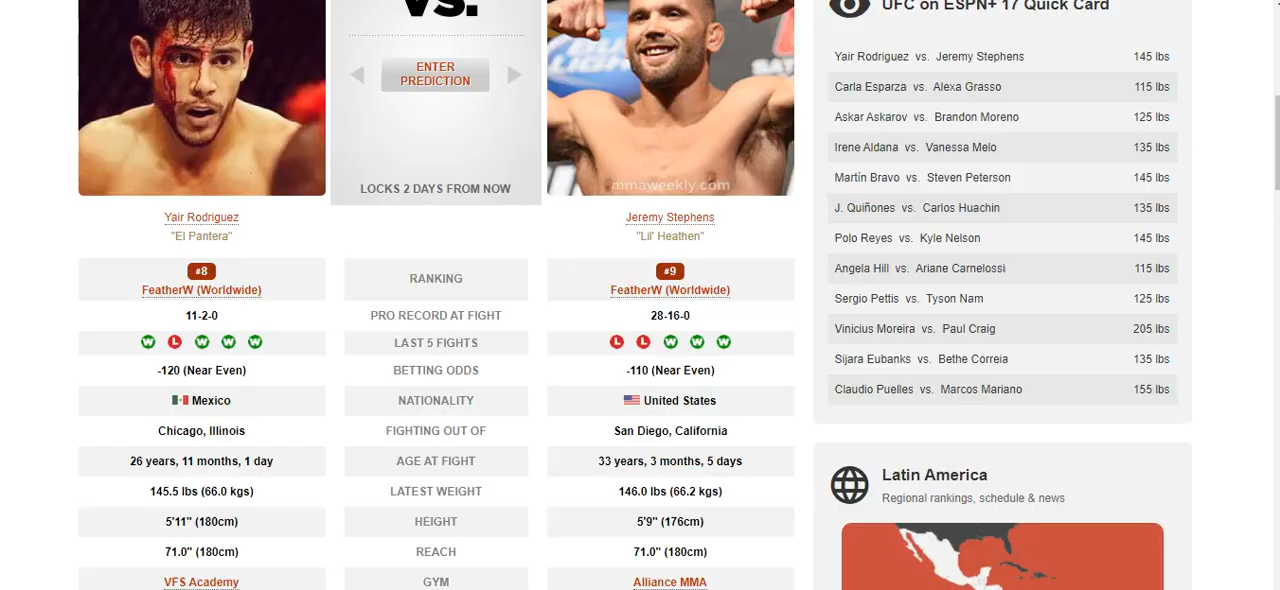 VS.
ENTER
PREDICTION
LOCKS 2 DAYS FROM NOW
mmaweekly.com
Yair Rodriguez
"El Pantera"
Jeremy Stephens
"Lil' Heathen"
#8
FeatherW (Worldwide)
RANKING
#9
FeatherW (Worldwide)
11-2-0 PRO RECORD AT FIGHT 28-16-0
W L W W W LAST 5 FIGHTS L L W W W
-120 (Near Even) BETTING ODDS -110 (Near Even)
Mexico NATIONALITY United States
Chicago, Illinois FIGHTING OUT OF San Diego, California
26 years, 11 months, 1 day AGE AT FIGHT 33 years, 3 months, 5 days
145.5 lbs (66.0 kgs) LATEST WEIGHT 146.0 lbs (66.2 kgs)
5'11" (180cm) HEIGHT 5'9" (176cm)
71.0" (180cm) REACH 71.0" (180cm)
VFS Academy GYM Alliance MMA
UFC on ESPN+ 17 Quick Card
Yair Rodriguez vs. Jeremy Stephens 145 lbs
Carla Esparza vs. Alexa Grasso 115 lbs
Askar Askarov vs. Brandon Moreno 125 lbs
Irene Aldana vs. Vanessa Melo 135 lbs
Martín Bravo vs. Steven Peterson 145 lbs
J. Quiñones vs. Carlos Huachin 135 lbs
Polo Reyes vs. Kyle Nelson 145 lbs
Angela Hill vs. Ariane Carnelossi 115 lbs
Sergio Pettis vs. Tyson Nam 125 lbs
Vinicius Moreira vs. Paul Craig 205 lbs
Sijara Eubanks vs. Bethe Correia 135 lbs
Claudio Puelles vs. Marcos Mariano 155 lbs
Latin America
Regional rankings, schedule & news